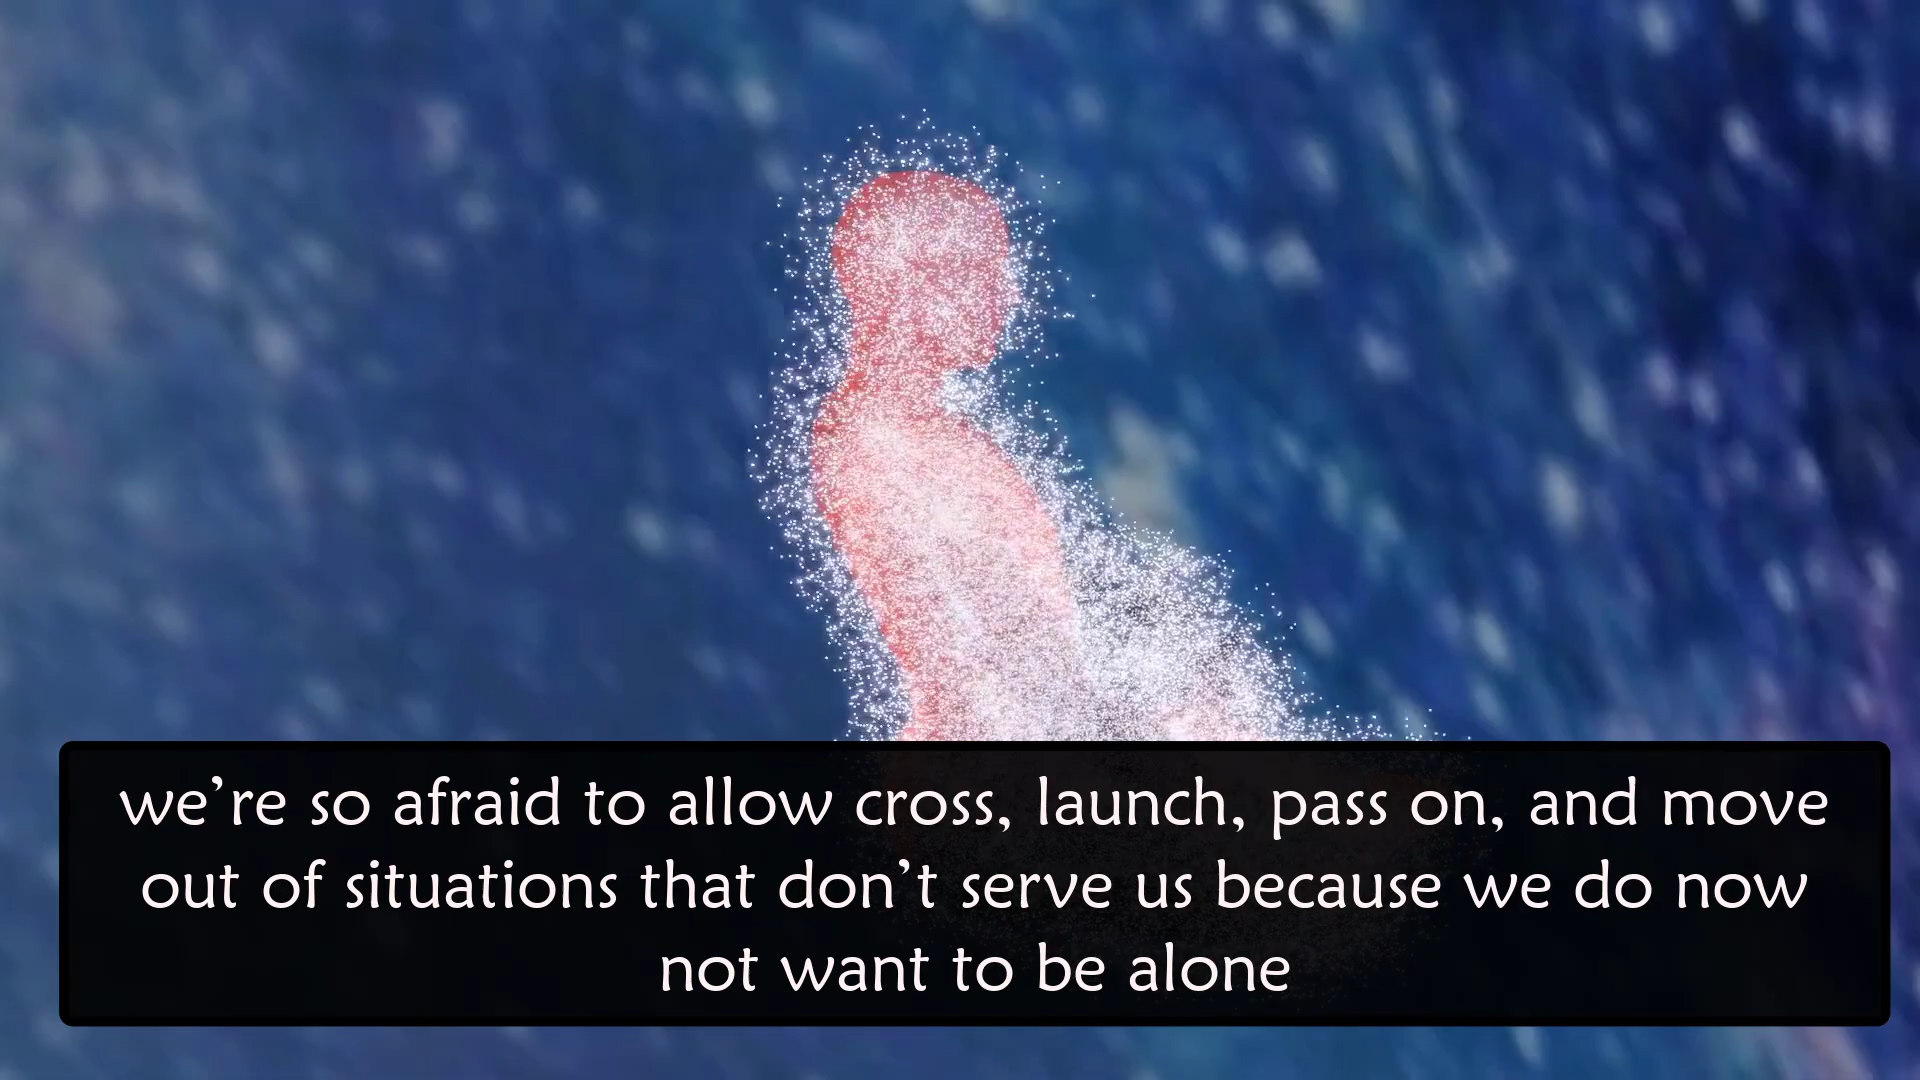 we’re so afraid to allow cross, launch, pass on, and move
out of situations that don’t serve us because we do now
not want to be alone